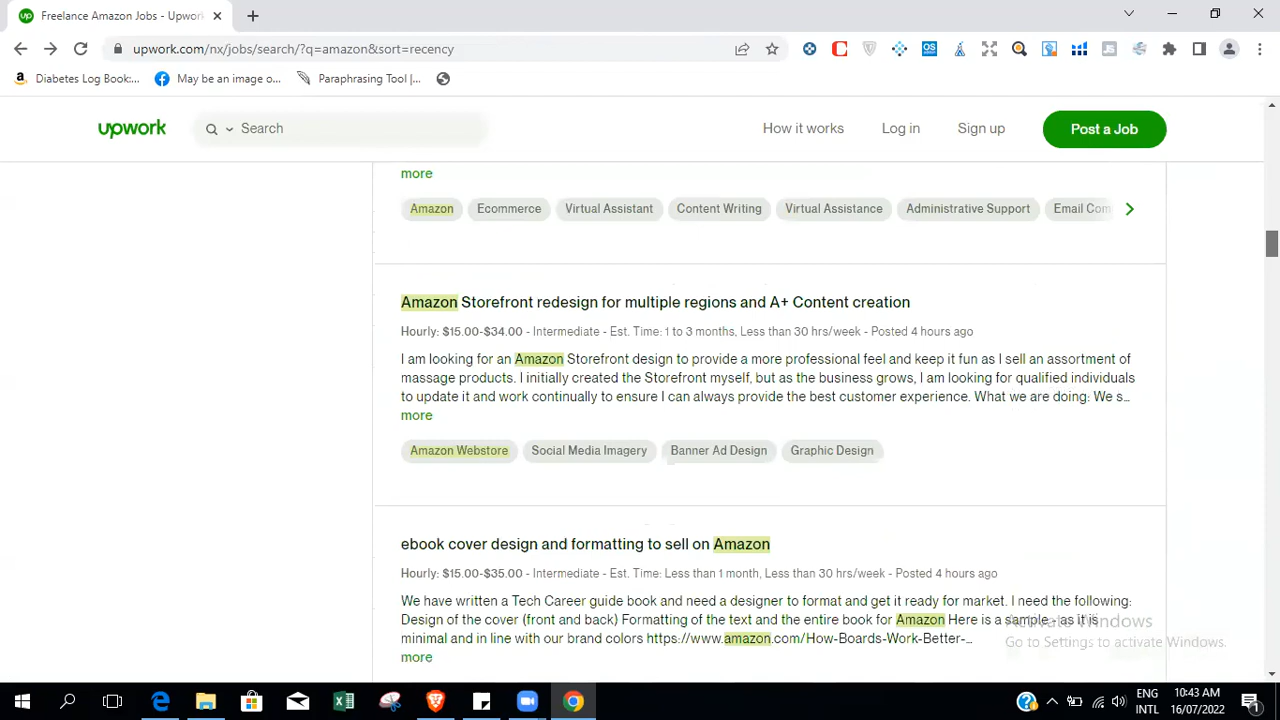 Freelance Amazon Jobs - Upwor
upwork.com/nx/jobs/search/?q=amazon&sort=recency
Diabetes Log Book:...
May be an image o...
Paraphrasing Tool |...
upwork
Search
How it works
Log in
Sign up
Post a Job
more
Amazon
Ecommerce
Virtual Assistant
Content Writing
Virtual Assistance
Administrative Support
Email Com
Amazon Storefront redesign for multiple regions and A+ Content creation
Hourly: $15.00-$34.00 - Intermediate - Est. Time: 1 to 3 months, Less than 30 hrs/week - Posted 4 hours ago
I am looking for an Amazon Storefront design to provide a more professional feel and keep it fun as I sell an assortment of
massage products. I initially created the Storefront myself, but as the business grows, I am looking for qualified individuals
to update it and work continually to ensure I can always provide the best customer experience. What we are doing: We s...
more
Amazon Webstore
Social Media Imagery
Banner Ad Design
Graphic Design
ebook cover design and formatting to sell on Amazon
Hourly: $15.00-$35.00 - Intermediate - Est. Time: Less than 1 month, Less than 30 hrs/week - Posted 4 hours ago
We have written a Tech Career guide book and need a designer to format and get it ready for market. I need the following:
Design of the cover (front and back) Formatting of the text and the entire book for Amazon Here is a sample - as it is
minimal and in line with our brand colors https://www.amazon.com/How-Boards-Work-Better-...
more
Activate Windows
Go to Settings to activate Windows.
ENG
INTL
10:43 AM
16/07/2022